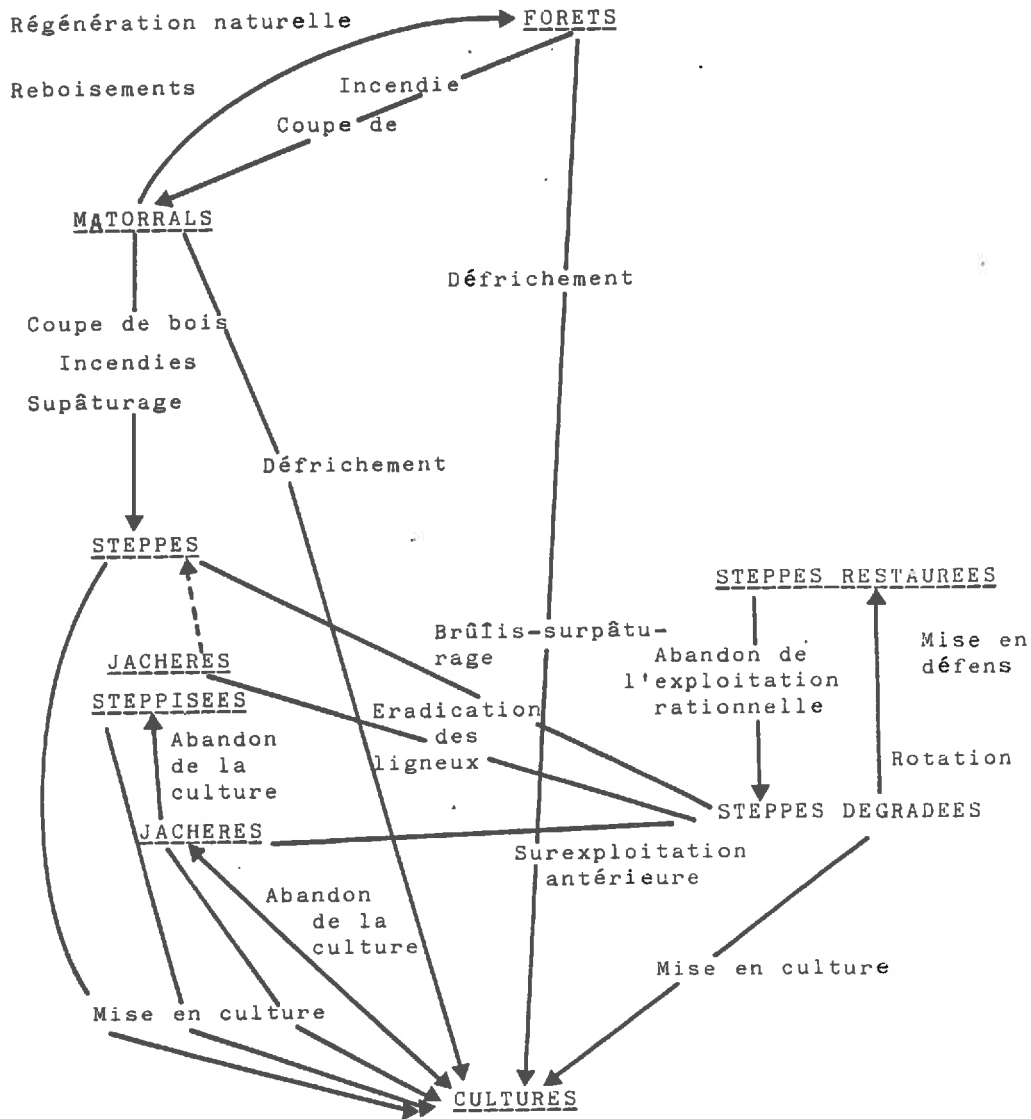 Régénération naturelle
FORETS
Reboisements
Incendie
Coupe de
MATORRALS
Défrichement
Coupe de bois
Incendies
Supâturage
Défrichement
STEPPES
STEPPES RESTAUREES
Brûlis-surpâtu-
rage
Mise en
défens
JACHERES
STEPPISEES
Abandon de
l'exploitation
rationnelle
Eradication
des
ligneux
Abandon
de la
culture
Rotation
STEPPES DEGRADEES
JACHERES
Surexploitation
antérieure
Abandon
de la
culture
Mise en culture
Mise en culture
CULTURES